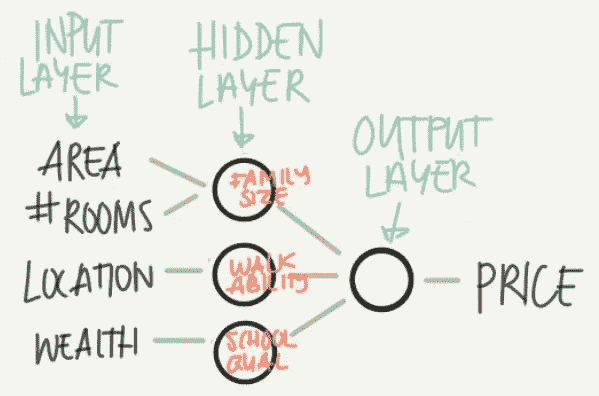 INPUT
LAYER
HIDDEN
LAYER
OUTPUT
LAYER
AREA
#ROOMS
LOCATION
WEALTH
FAMILY
SIZE
WALK
ABILITY
SCHOOL
QUAL
PRICE